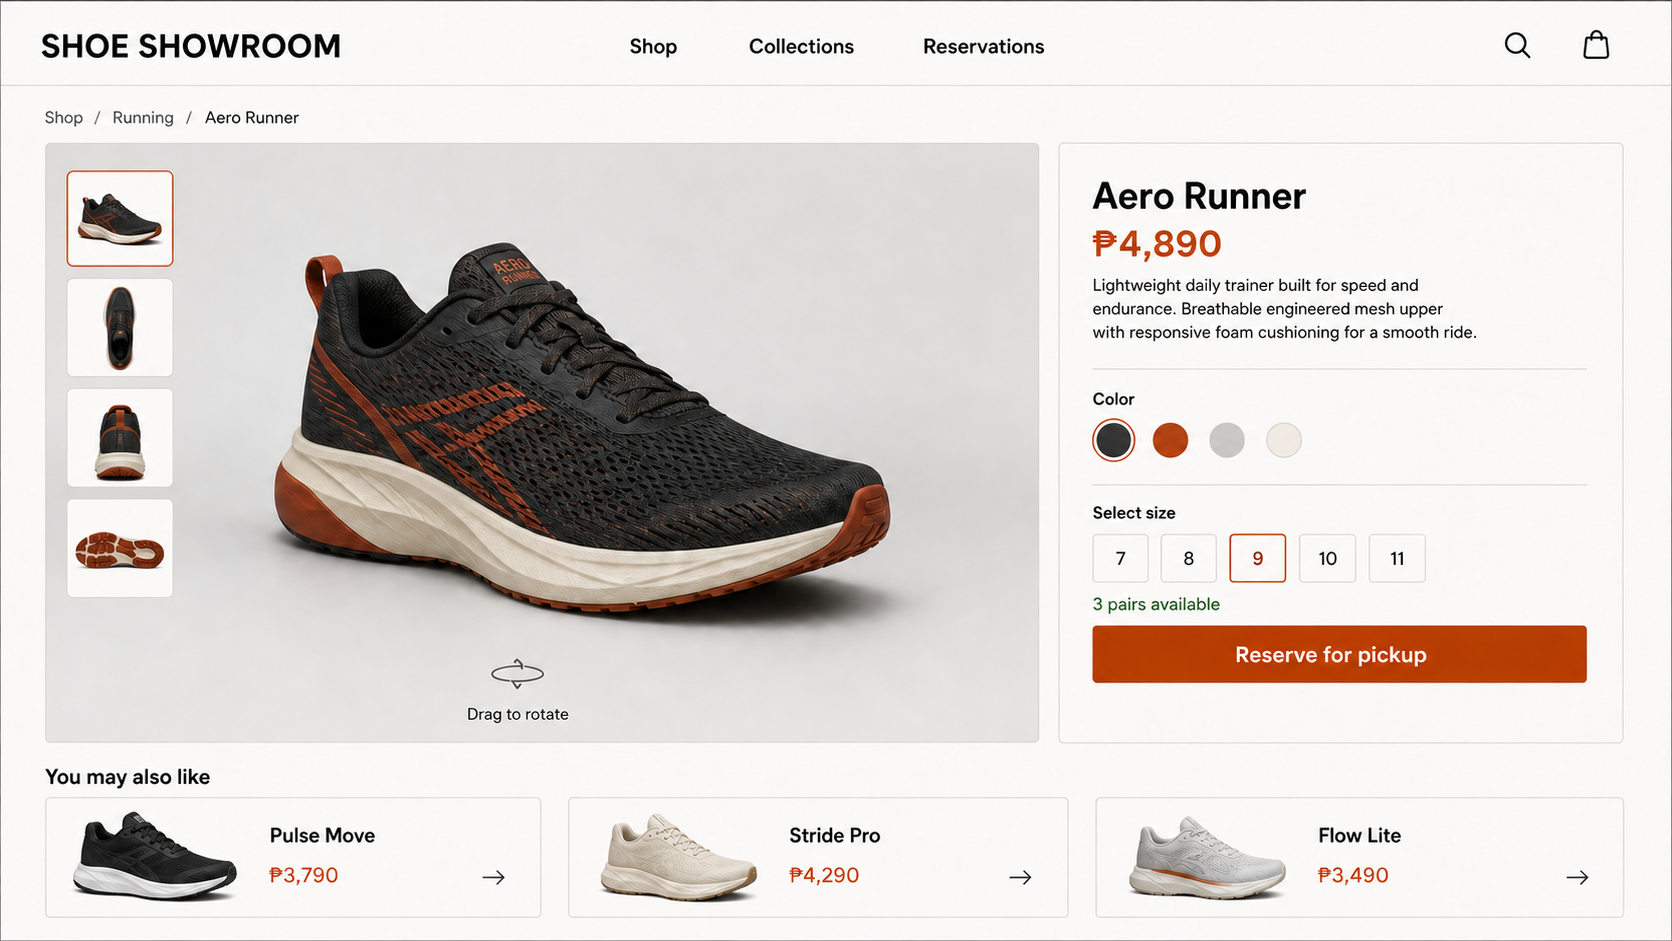 SHOE SHOWROOM
Shop
Collections
Reservations
Shop / Running / Aero Runner
AERO
RUNNER
Drag to rotate
Aero Runner
₱4,890
Lightweight daily trainer built for speed and
endurance. Breathable engineered mesh upper
with responsive foam cushioning for a smooth ride.
Color
Select size
7
8
9
10
11
3 pairs available
Reserve for pickup
You may also like
Pulse Move
₱3,790
Stride Pro
₱4,290
Flow Lite
₱3,490